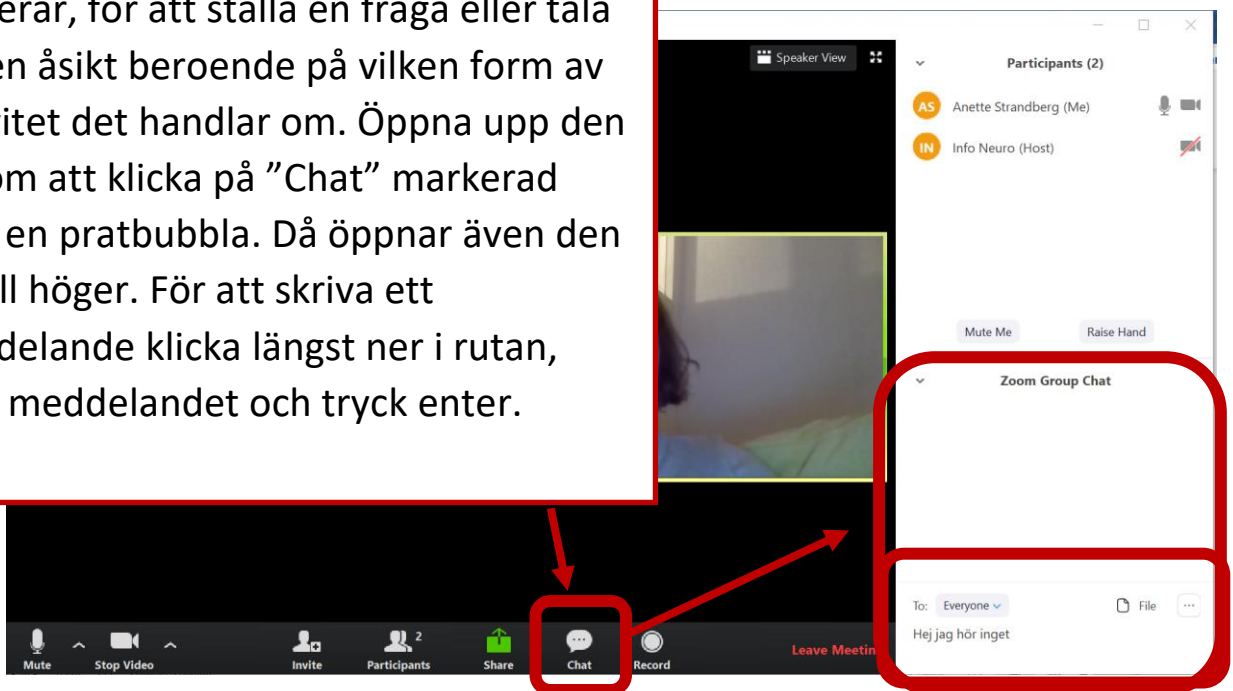 erar, för att ställa en fråga eller tala
en åsikt beroende på vilken form av
itet det handlar om. Öppna upp den
om att klicka på ”Chat” markerad
en pratbubbla. Då öppnar även den
ll höger. För att skriva ett
delande klicka längst ner i rutan,
meddelandet och tryck enter.
Speaker View
Participants (2)
AS Anette Strandberg (Me)
IN Info Neuro (Host)
Mute Me Raise Hand
Zoom Group Chat
To: Everyone File ...
Hej jag hör inget
2
Mute Stop Video Invite Participants Share Chat Record Leave Meetin